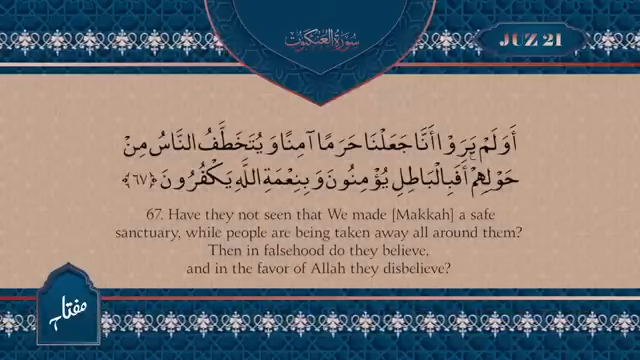 سورة العنكبوت
JUZ 21
أَوَلَمْ يَرَوْا أَنَّا جَعَلْنَا حَرَمًا آمِنًا وَيُتَخَطَّفُ النَّاسُ مِنْ
حَوْلِهِمْ ۚ أَفَبِالْبَاطِلِ يُؤْمِنُونَ وَبِنِعْمَةِ اللَّهِ يَكْفُرُونَ ﴿٦٧﴾
67. Have they not seen that We made [Makkah] a safe
sanctuary, while people are being taken away all around them?
Then in falsehood do they believe,
and in the favor of Allah they disbelieve?
مفتاح